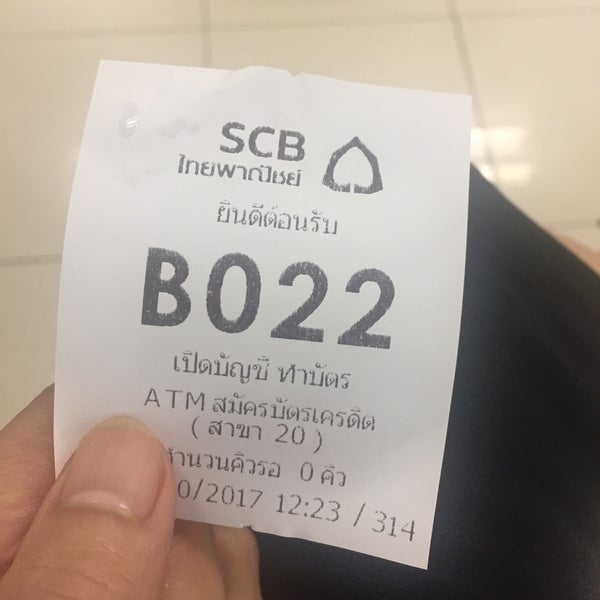 SCB
ไทยพาณิชย์
ยินดีต้อนรับ
B022
เปิดบัญชี ทำบัตร
ATM สมัครบัตรเครดิต
( สาขา 20 )
จำนวนคิวรอ 0 คิว
0/2017 12:23 / 314